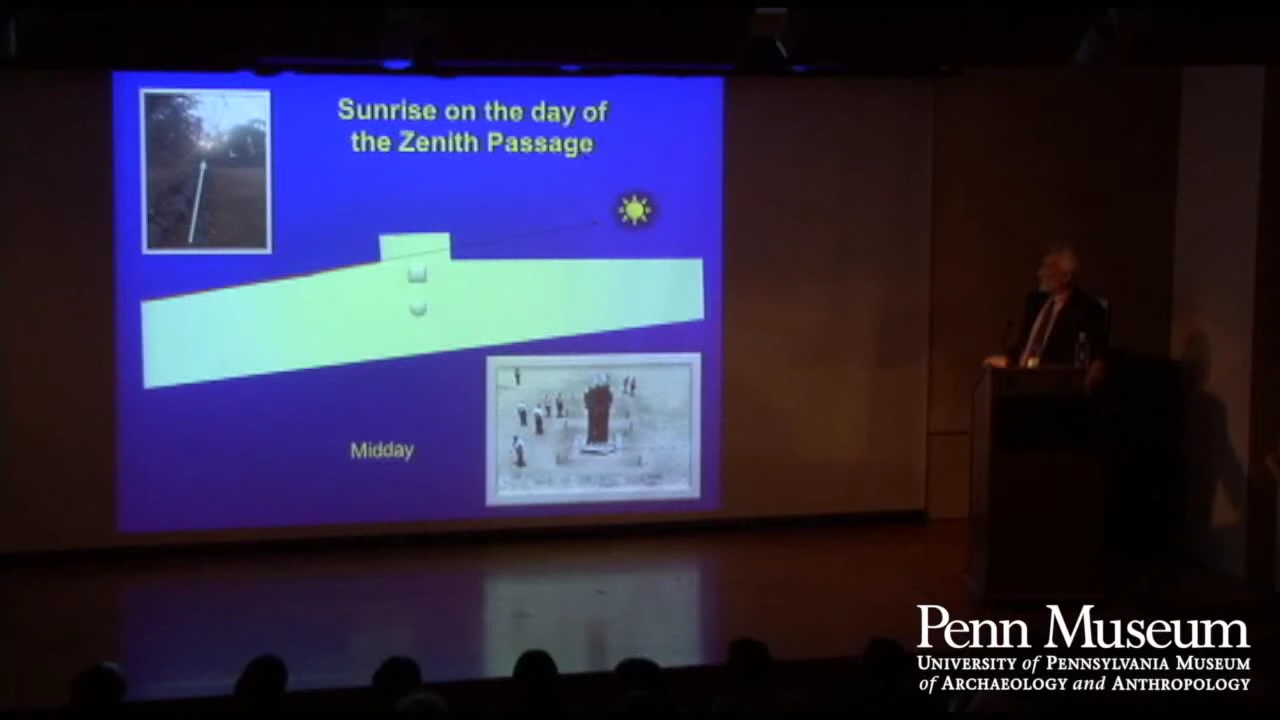 Sunrise on the day of
the Zenith Passage
Midday
Penn Museum
UNIVERSITY of PENNSYLVANIA MUSEUM
of ARCHAEOLOGY and ANTHROPOLOGY